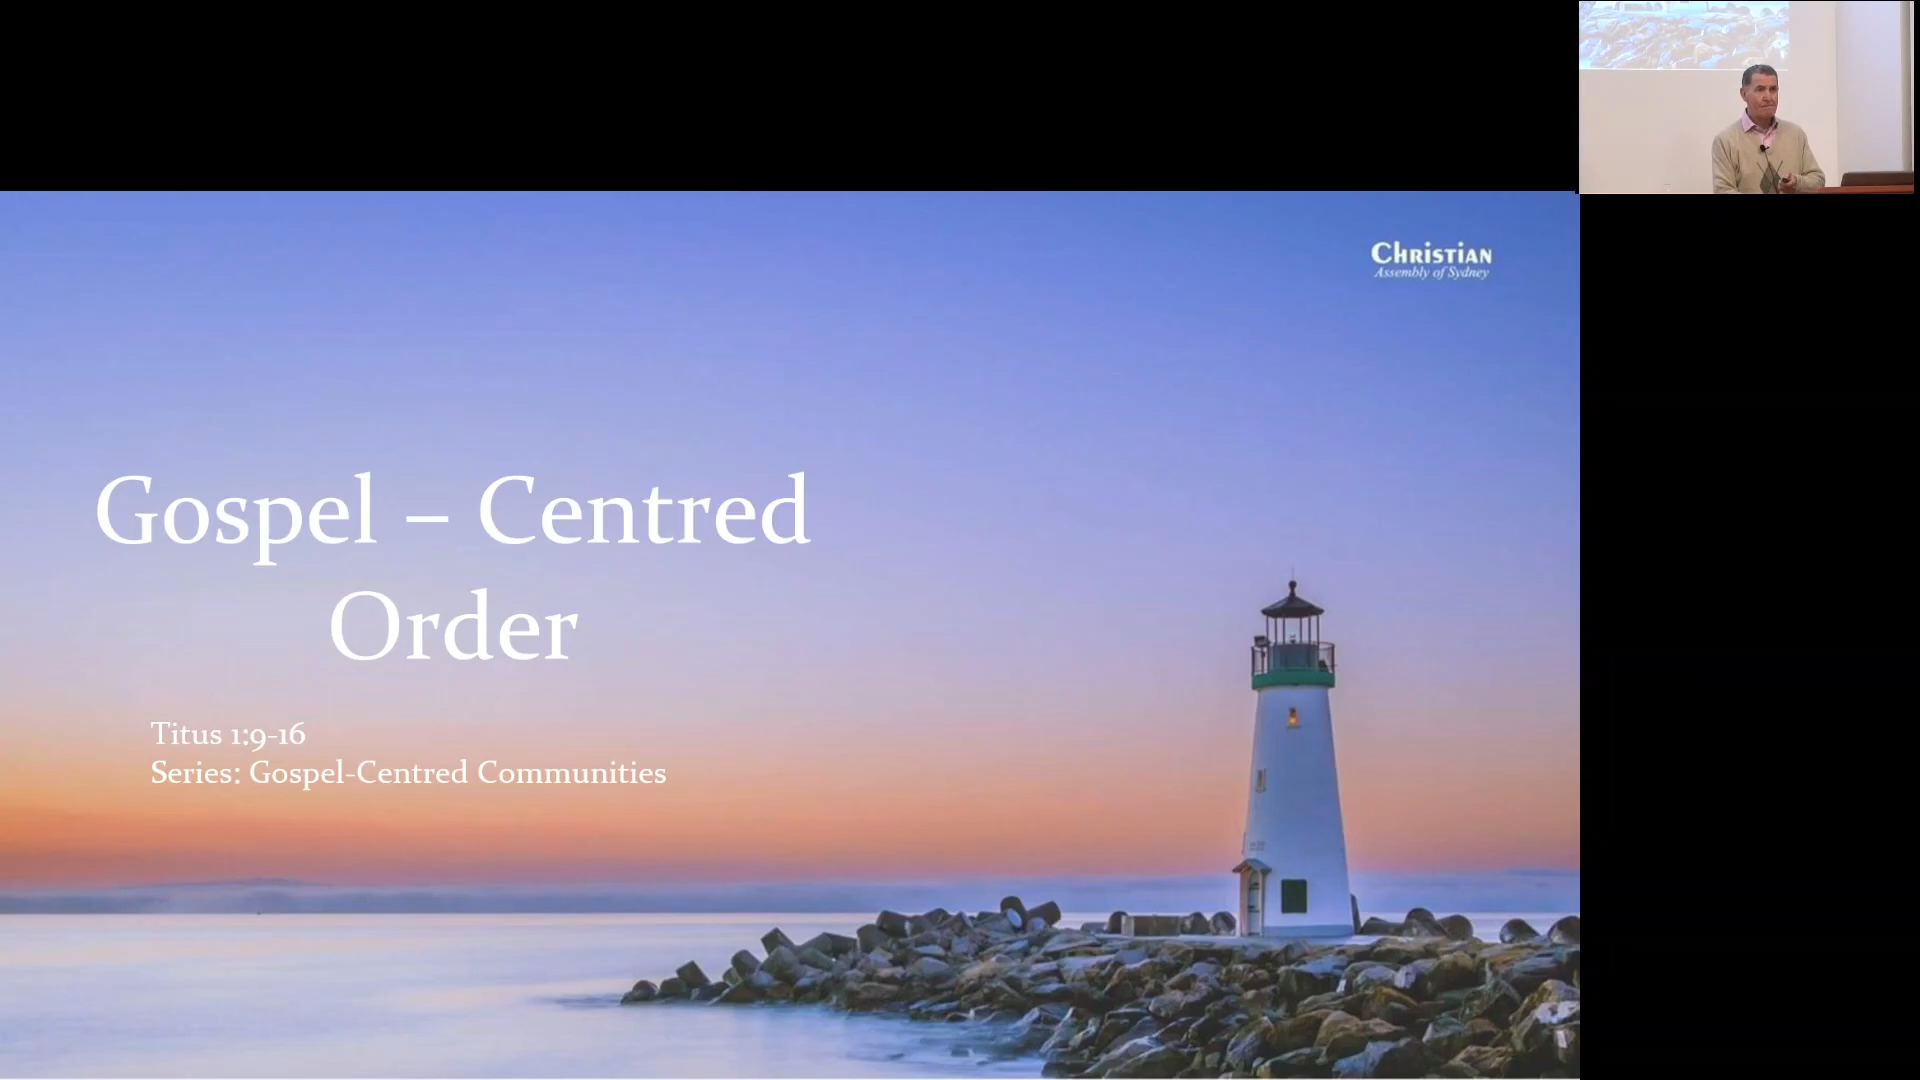 Christian
Assembly of Sydney
Gospel – Centred
Order
Titus 1:9-16
Series: Gospel-Centred Communities